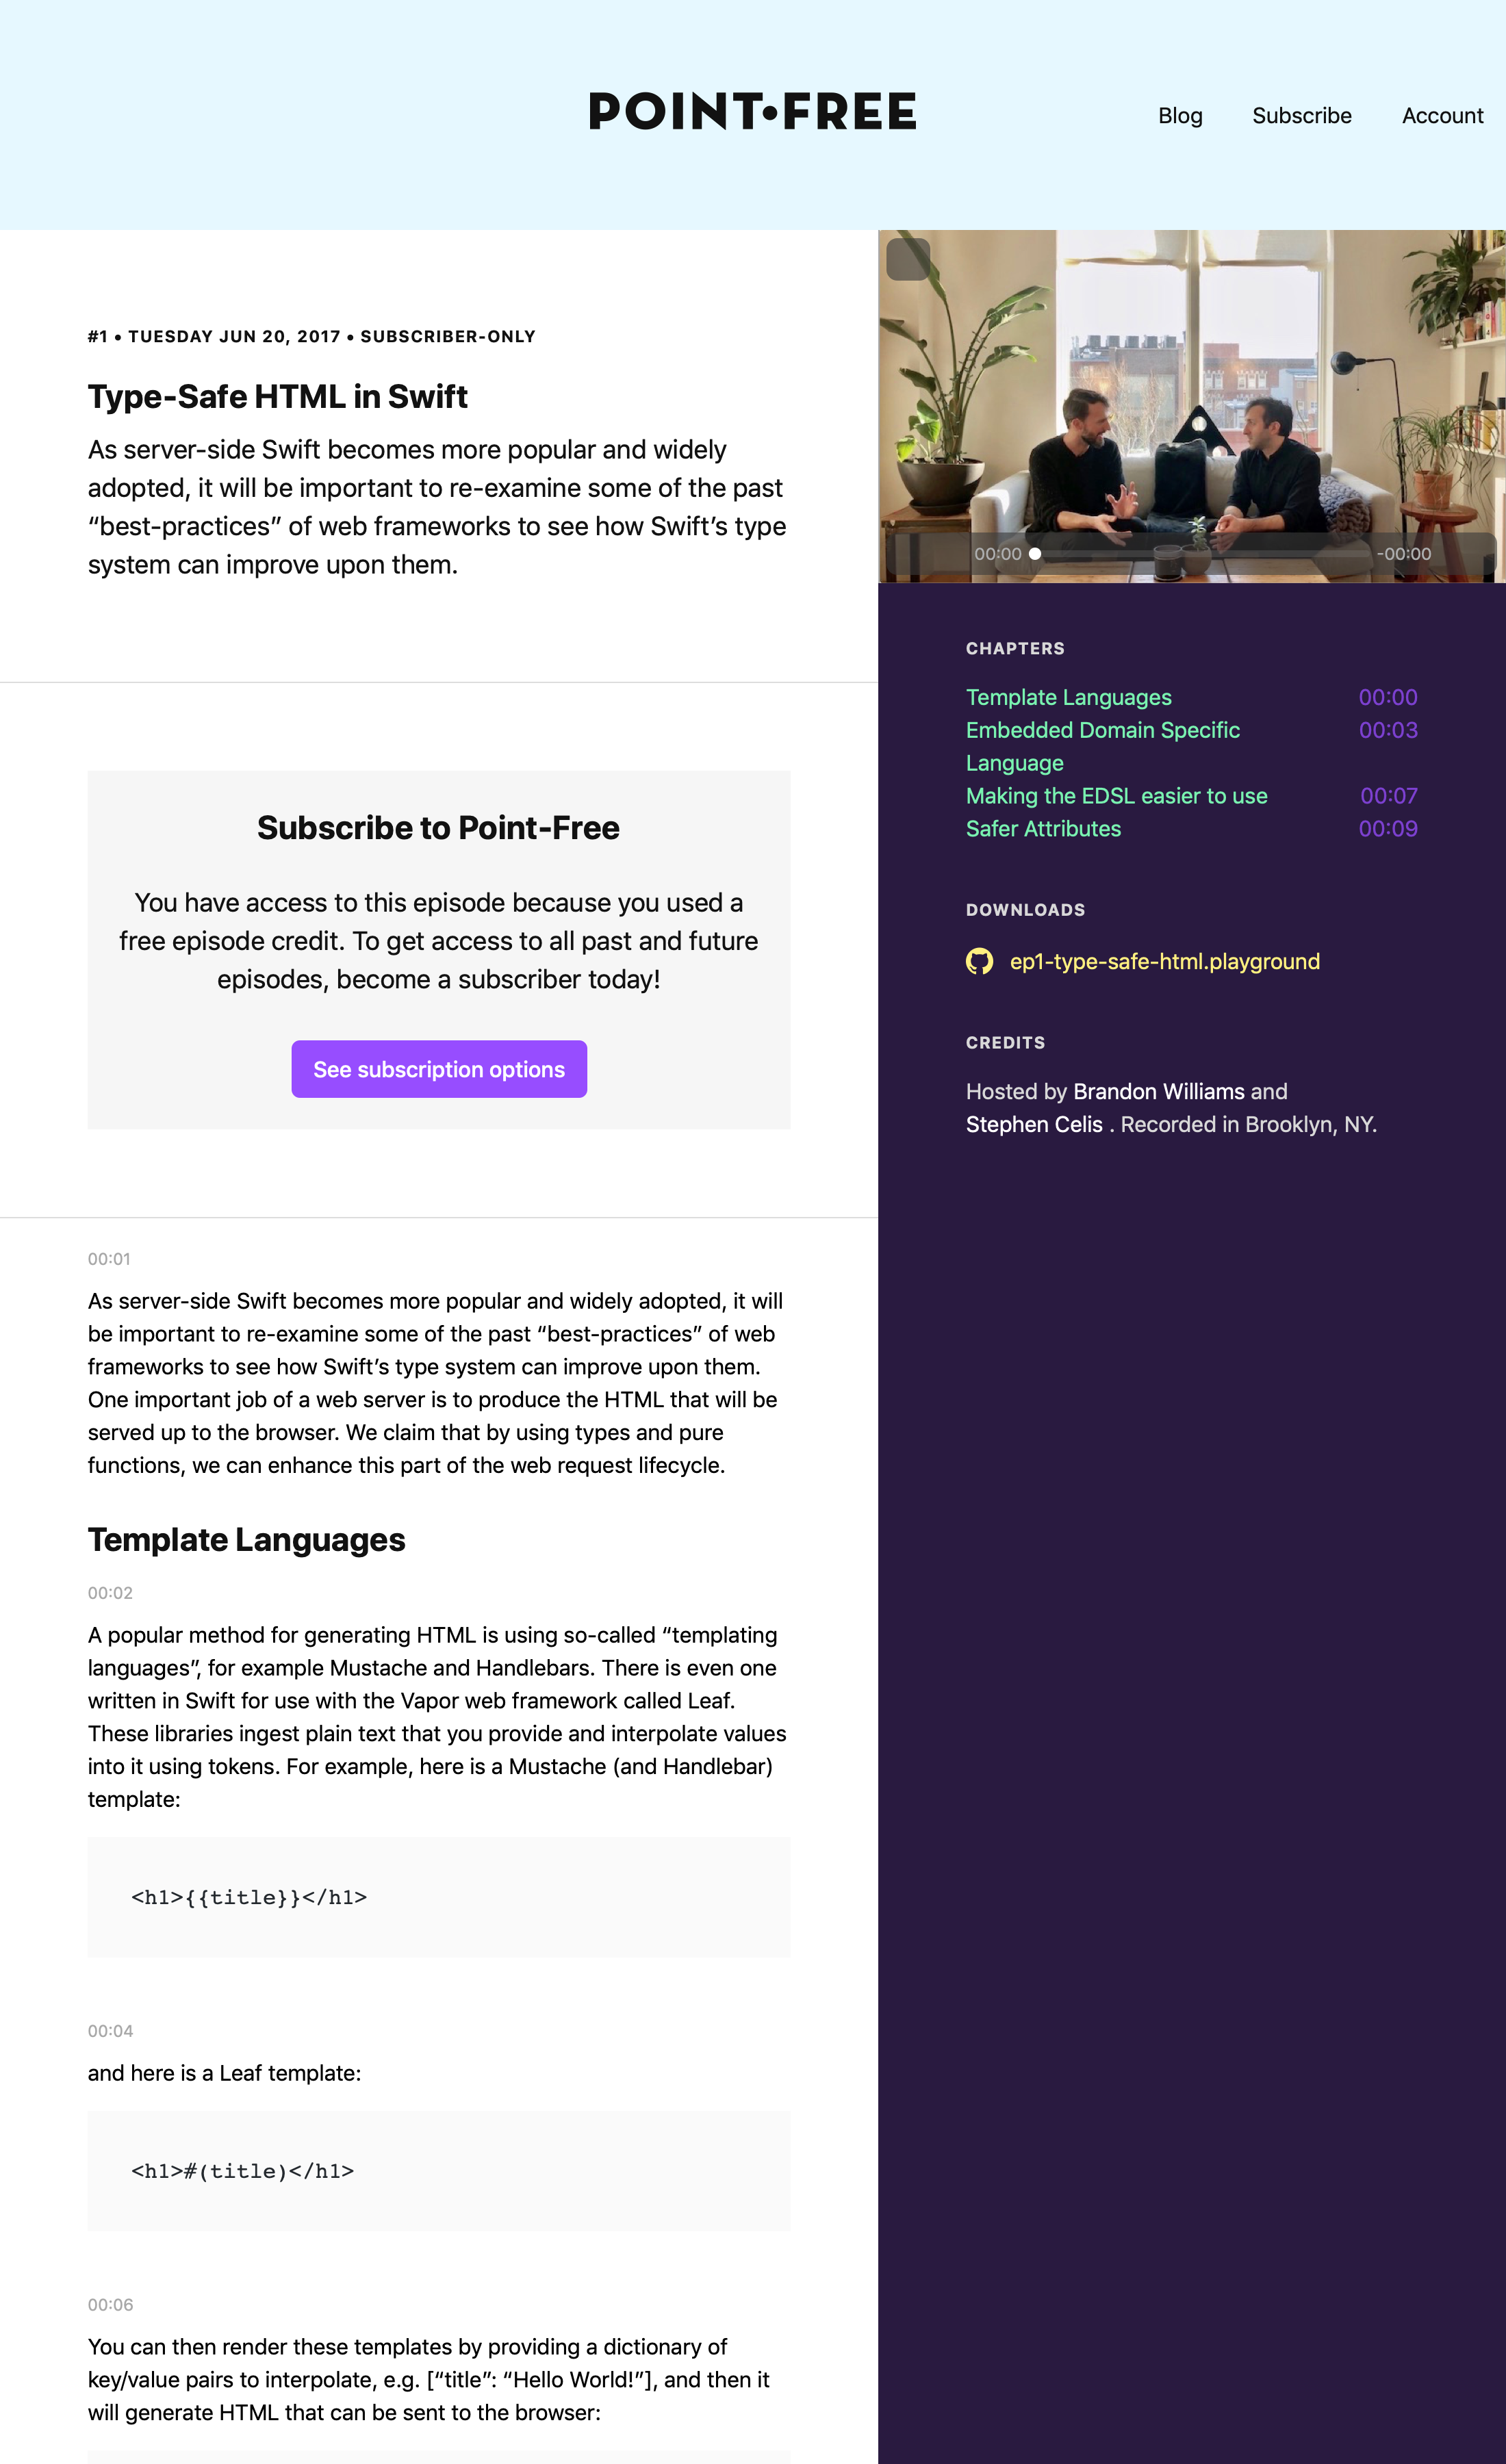 POINT•FREE
Blog
Subscribe
Account
#1 • TUESDAY JUN 20, 2017 • SUBSCRIBER-ONLY
Type-Safe HTML in Swift
As server-side Swift becomes more popular and widely
adopted, it will be important to re-examine some of the past
“best-practices” of web frameworks to see how Swift’s type
system can improve upon them.
Subscribe to Point-Free
You have access to this episode because you used a
free episode credit. To get access to all past and future
episodes, become a subscriber today!
See subscription options
00:01
As server-side Swift becomes more popular and widely adopted, it will
be important to re-examine some of the past “best-practices” of web
frameworks to see how Swift’s type system can improve upon them.
One important job of a web server is to produce the HTML that will be
served up to the browser. We claim that by using types and pure
functions, we can enhance this part of the web request lifecycle.
Template Languages
00:02
A popular method for generating HTML is using so-called “templating
languages”, for example Mustache and Handlebars. There is even one
written in Swift for use with the Vapor web framework called Leaf.
These libraries ingest plain text that you provide and interpolate values
into it using tokens. For example, here is a Mustache (and Handlebar)
template:
<h1>{{title}}</h1>
00:04
and here is a Leaf template:
<h1>#(title)</h1>
00:06
You can then render these templates by providing a dictionary of
key/value pairs to interpolate, e.g. [“title”: “Hello World!”], and then it
will generate HTML that can be sent to the browser:
00:00
-00:00
CHAPTERS
Template Languages 00:00
Embedded Domain Specific 00:03
Language
Making the EDSL easier to use 00:07
Safer Attributes 00:09
DOWNLOADS
ep1-type-safe-html.playground
CREDITS
Hosted by Brandon Williams and
Stephen Celis . Recorded in Brooklyn, NY.